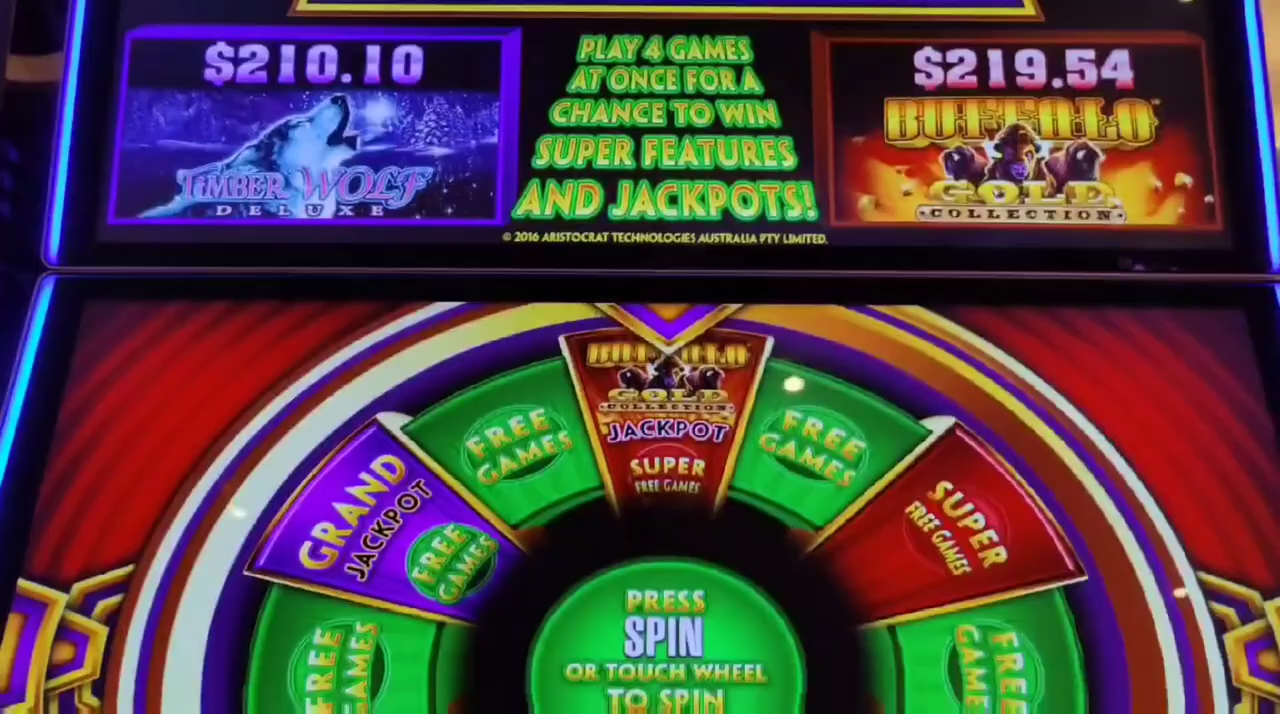 $210.10
TIMBER WOLF
DELUXE
PLAY 4 GAMES
AT ONCE FOR A
CHANCE TO WIN
SUPER FEATURES
AND JACKPOTS!
© 2016 ARISTOCRAT TECHNOLOGIES AUSTRALIA PTY LIMITED.
$219.54
BUFFALO™
GOLD
COLLECTION
FREE
GAMES
GRAND
JACKPOT
FREE
GAMES
FREE
GAMES
BUFFALO
GOLD
COLLECTION
JACKPOT
SUPER
FREE GAMES
FREE
GAMES
SUPER
FREE GAMES
FREE
GAME
PRESS
SPIN
OR TOUCH WHEEL
TO SPIN